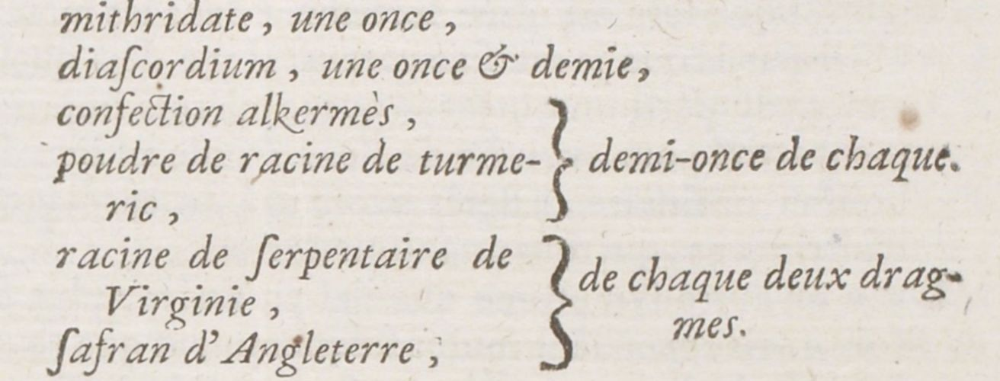 mithridate, une once,
diaſcordium, une once & demie,
confection alkermès,
poudre de racine de turme-
ric,
} demi-once de chaque.
racine de ſerpentaire de
Virginie,
ſafran d'Angleterre,
} de chaque deux drag-
mes.